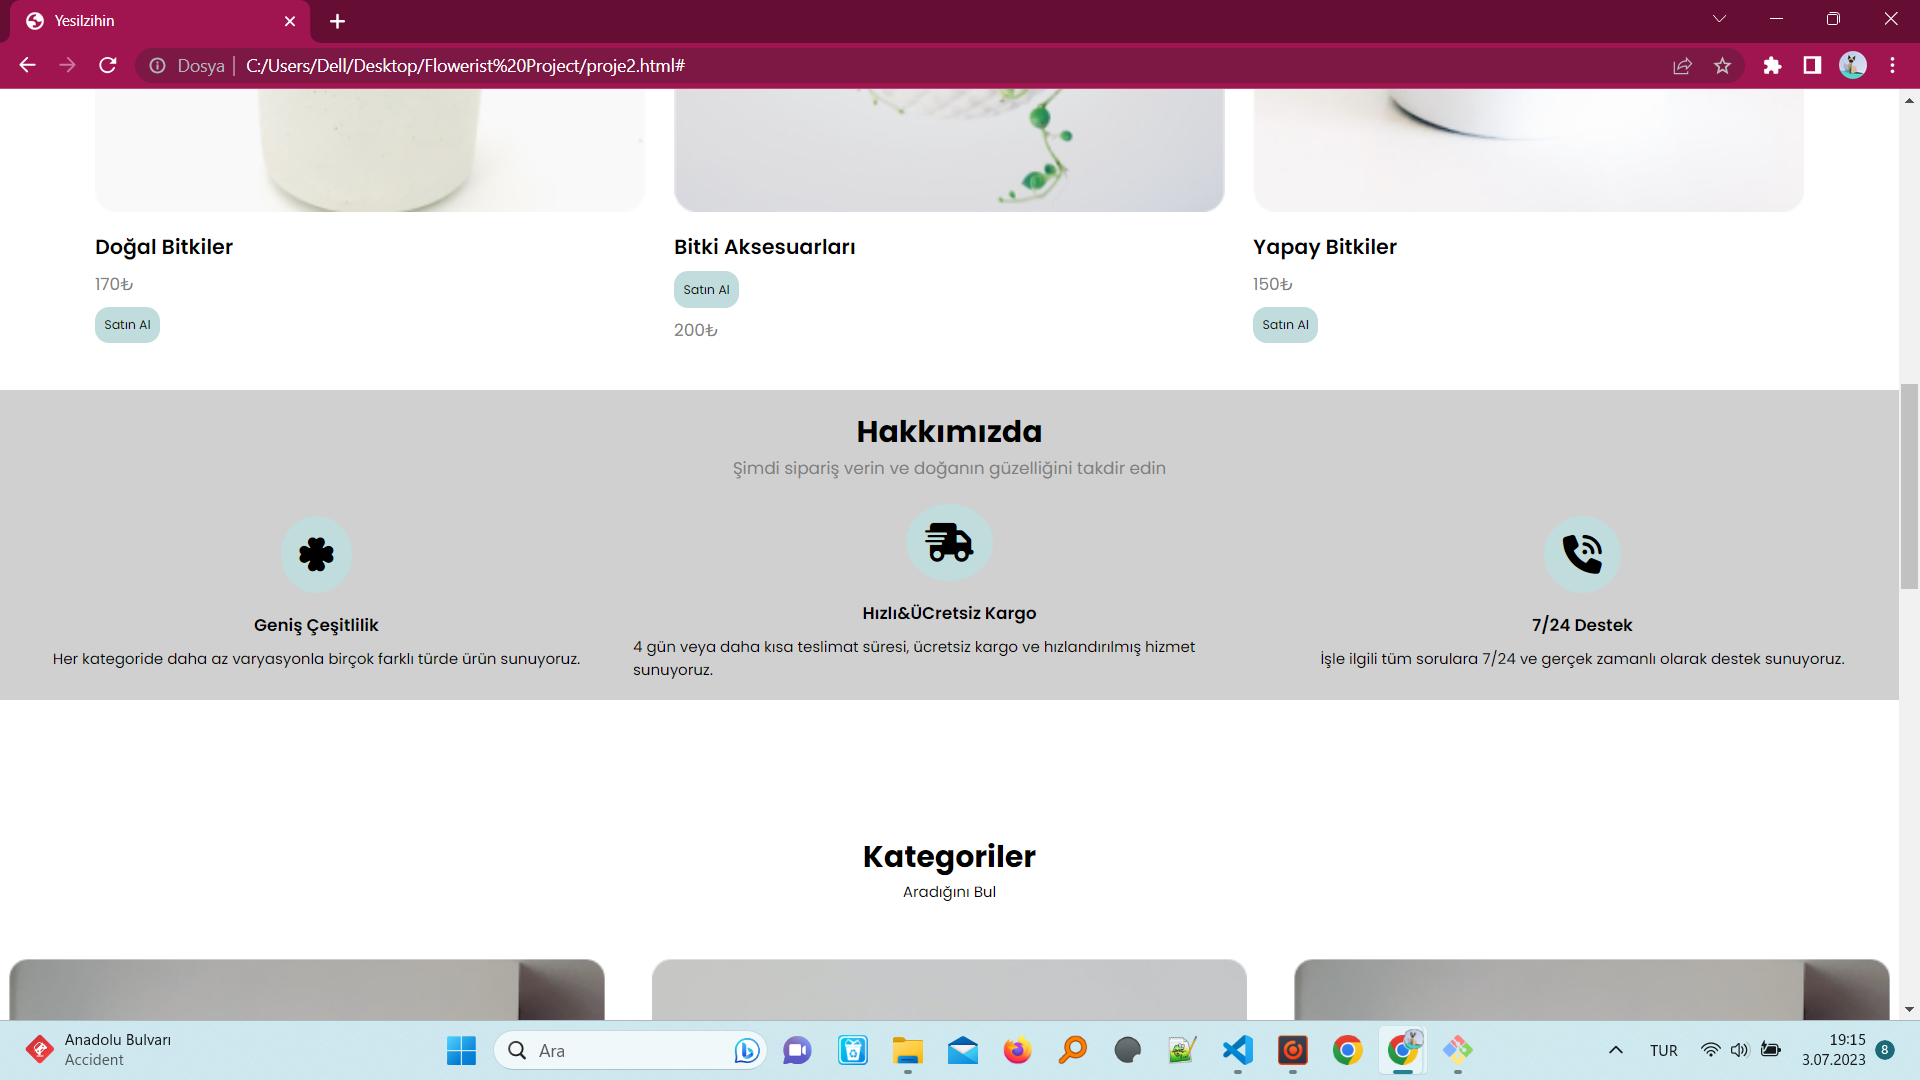 Yesilzihin
Dosya | C:/Users/Dell/Desktop/Flowerist%20Project/proje2.html#
Doğal Bitkiler
170₺
Satın Al
Bitki Aksesuarları
Satın Al
200₺
Yapay Bitkiler
150₺
Satın Al
Hakkımızda
Şimdi sipariş verin ve doğanın güzelliğini takdir edin
Geniş Çeşitlilik
Her kategoride daha az varyasyonla birçok farklı türde ürün sunuyoruz.
Hızlı&ÜCretsiz Kargo
4 gün veya daha kısa teslimat süresi, ücretsiz kargo ve hızlandırılmış hizmet
sunuyoruz.
7/24 Destek
İşle ilgili tüm sorulara 7/24 ve gerçek zamanlı olarak destek sunuyoruz.
Kategoriler
Aradığını Bul
Anadolu Bulvarı
Accident
Ara
TUR
19:15
3.07.2023
8